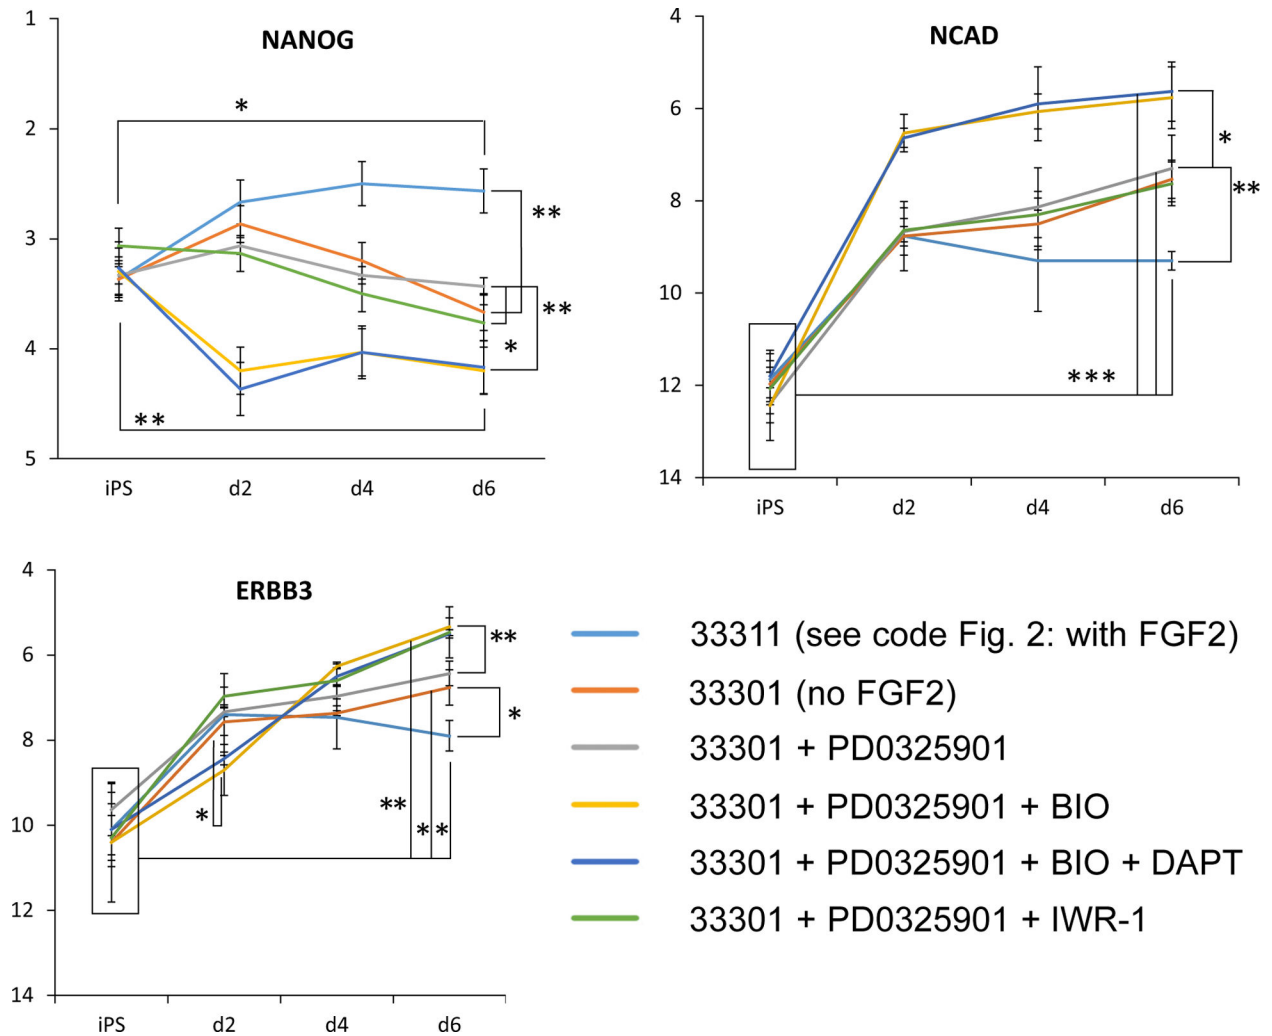 NANOG
1
2
3
4
5
*
**
**
*
**
iPS d2 d4 d6
NCAD
4
6
8
10
12
14
*
**
***
iPS d2 d4 d6
ERBB3
4
6
8
10
12
14
**
*
*
**
* *
iPS d2 d4 d6
33311 (see code Fig. 2: with FGF2)
33301 (no FGF2)
33301 + PD0325901
33301 + PD0325901 + BIO
33301 + PD0325901 + BIO + DAPT
33301 + PD0325901 + IWR-1